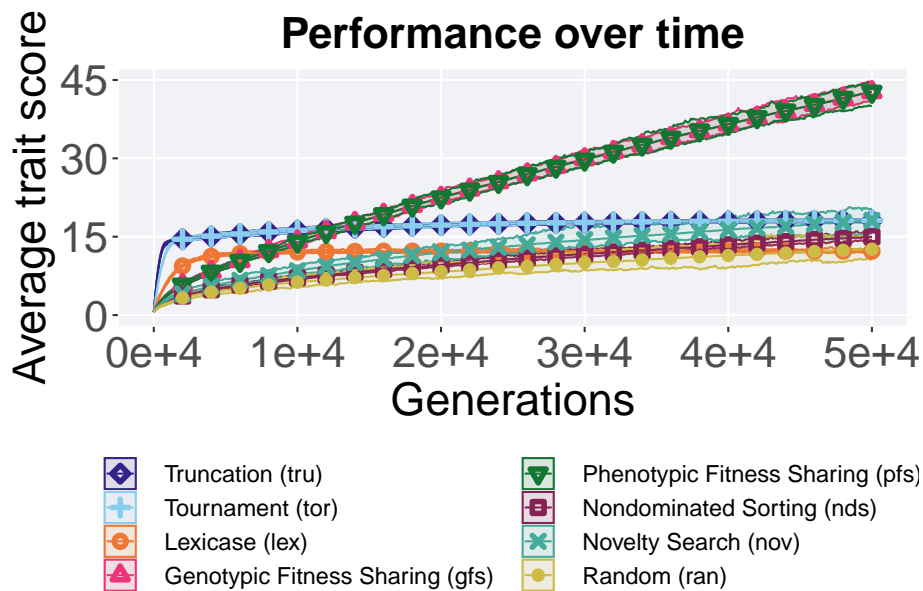 Performance over time
Average trait score
45
30
15
0
0e+4 1e+4 2e+4 3e+4 4e+4 5e+4
Generations
Truncation (tru)
Tournament (tor)
Lexicase (lex)
Genotypic Fitness Sharing (gfs)
Phenotypic Fitness Sharing (pfs)
Nondominated Sorting (nds)
Novelty Search (nov)
Random (ran)